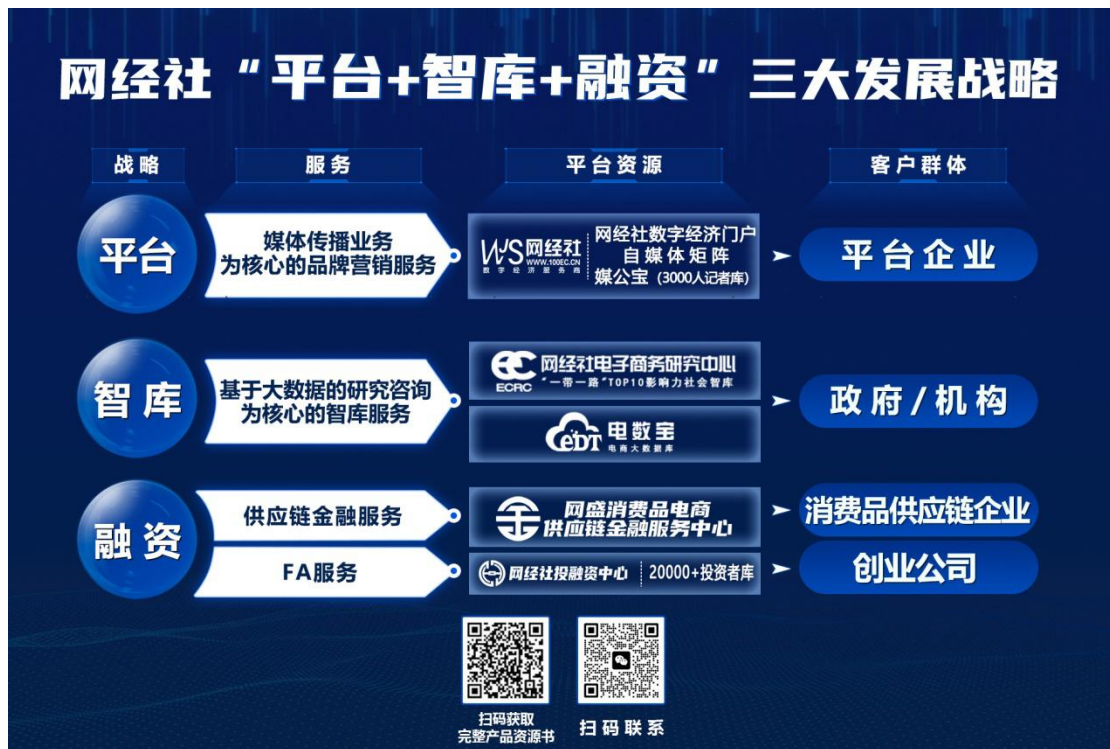 网经社“平台+智库+融资”三大发展战略
战略
服务
平台资源
客户群体
平台
媒体传播业务
为核心的品牌营销服务
网经社
WWW.100EC.CN
数字经济服务商
网经社数字经济门户
自媒体矩阵
媒公宝（3000人记者库）
平台企业
智库
基于大数据的研究咨询
为核心的智库服务
ECRC
网经社电子商务研究中心
“一带一路”TOP10影响力社会智库
eDT
电数宝
电商大数据库
政府/机构
融资
供应链金融服务
网盛消费品电商
供应链金融服务中心
消费品供应链企业
FA服务
网经社投融资中心
20000+投资者库
创业公司
扫码获取
完整产品资源书
扫码联系